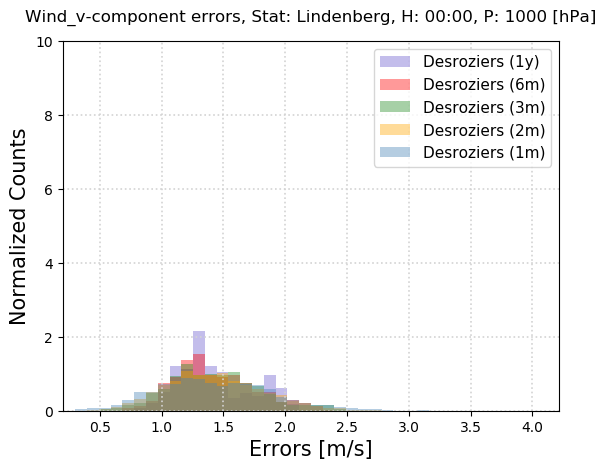 Wind_v-component errors, Stat: Lindenberg, H: 00:00, P: 1000 [hPa]
Normalized Counts
10
8
6
4
2
0
Desroziers (1y)
Desroziers (6m)
Desroziers (3m)
Desroziers (2m)
Desroziers (1m)
0.5 1.0 1.5 2.0 2.5 3.0 3.5 4.0
Errors [m/s]